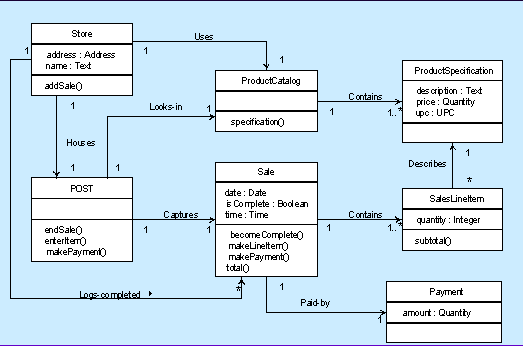 Store
address : Address
name : Text
addSale()
1
1
Uses
1
ProductCatalog
specification()
Contains
1
1..*
ProductSpecification
description : Text
price : Quantity
upc : UPC
Looks-in
1
1
Houses
1
1
POST
endSale()
enterItem()
makePayment()
Captures
1
1
Sale
date : Date
isComplete : Boolean
time : Time
becomeComplete()
makeLineItem()
makePayment()
total()
Contains
1
1..*
Describes
1
*
SalesLineItem
quantity : Integer
subtotal()
Logs-completed
*
1
Paid-by
1
Payment
amount : Quantity